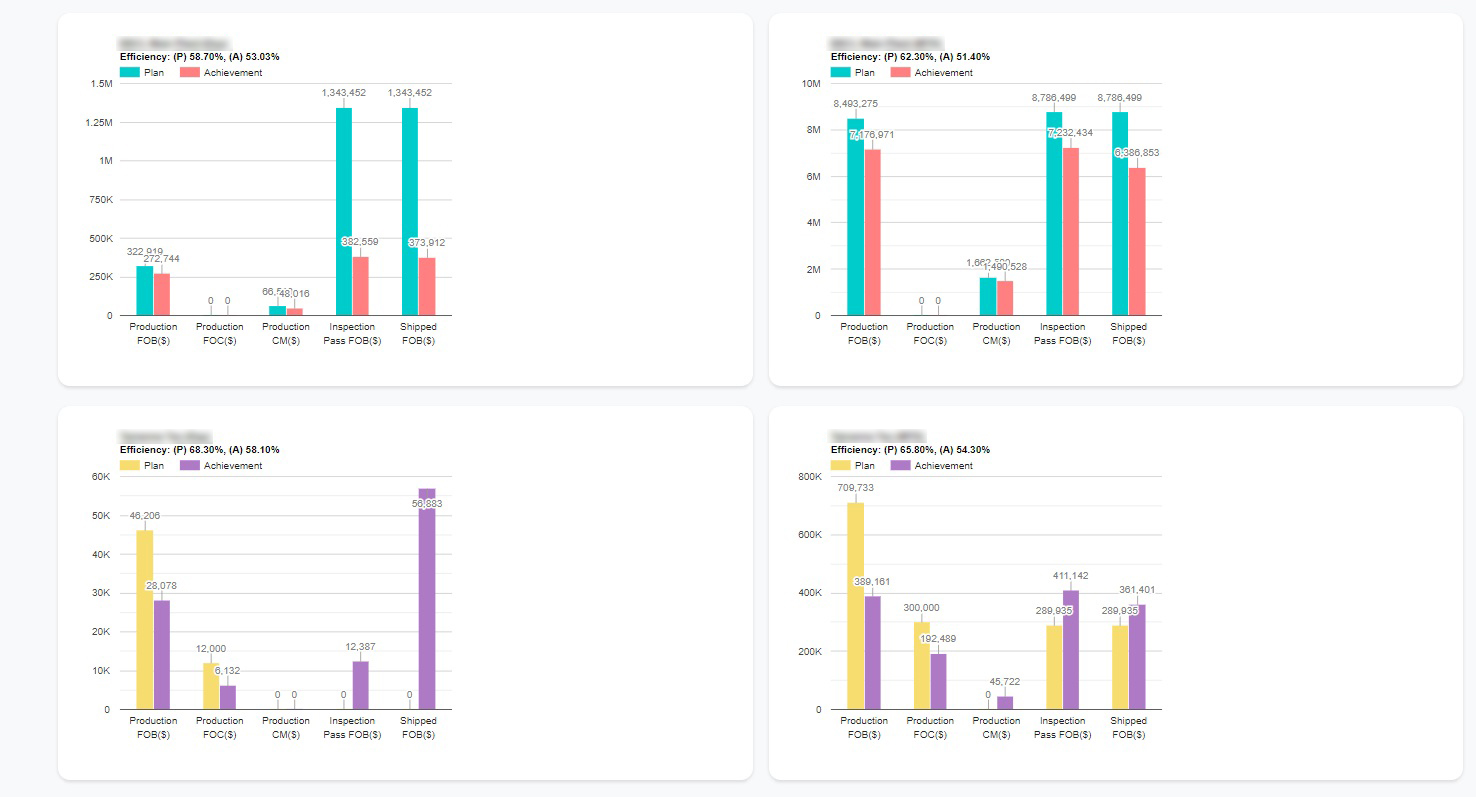 Efficiency: (P) 58.70%, (A) 53.03%
Plan Achievement
1.5M
1.25M
1M
750K
500K
250K
0
322,919
272,744
0 0
48,016
1,343,452
382,559
1,343,452
373,912
Production FOB($)
Production FOC($)
Production CM($)
Inspection Pass FOB($)
Shipped FOB($)
Efficiency: (P) 62.30%, (A) 51.40%
Plan Achievement
10M
8M
6M
4M
2M
0
8,493,275
7,176,971
0 0
1,490,528
8,786,499
7,232,434
8,786,499
6,386,853
Production FOB($)
Production FOC($)
Production CM($)
Inspection Pass FOB($)
Shipped FOB($)
Efficiency: (P) 68.30%, (A) 58.10%
Plan Achievement
60K
50K
40K
30K
20K
10K
0
46,206
28,078
12,000
6,132
0 0
0
12,387
0
56,883
Production FOB($)
Production FOC($)
Production CM($)
Inspection Pass FOB($)
Shipped FOB($)
Efficiency: (P) 65.80%, (A) 54.30%
Plan Achievement
800K
600K
400K
200K
0
709,733
389,161
300,000
192,489
0
45,722
289,935
411,142
289,935
361,401
Production FOB($)
Production FOC($)
Production CM($)
Inspection Pass FOB($)
Shipped FOB($)